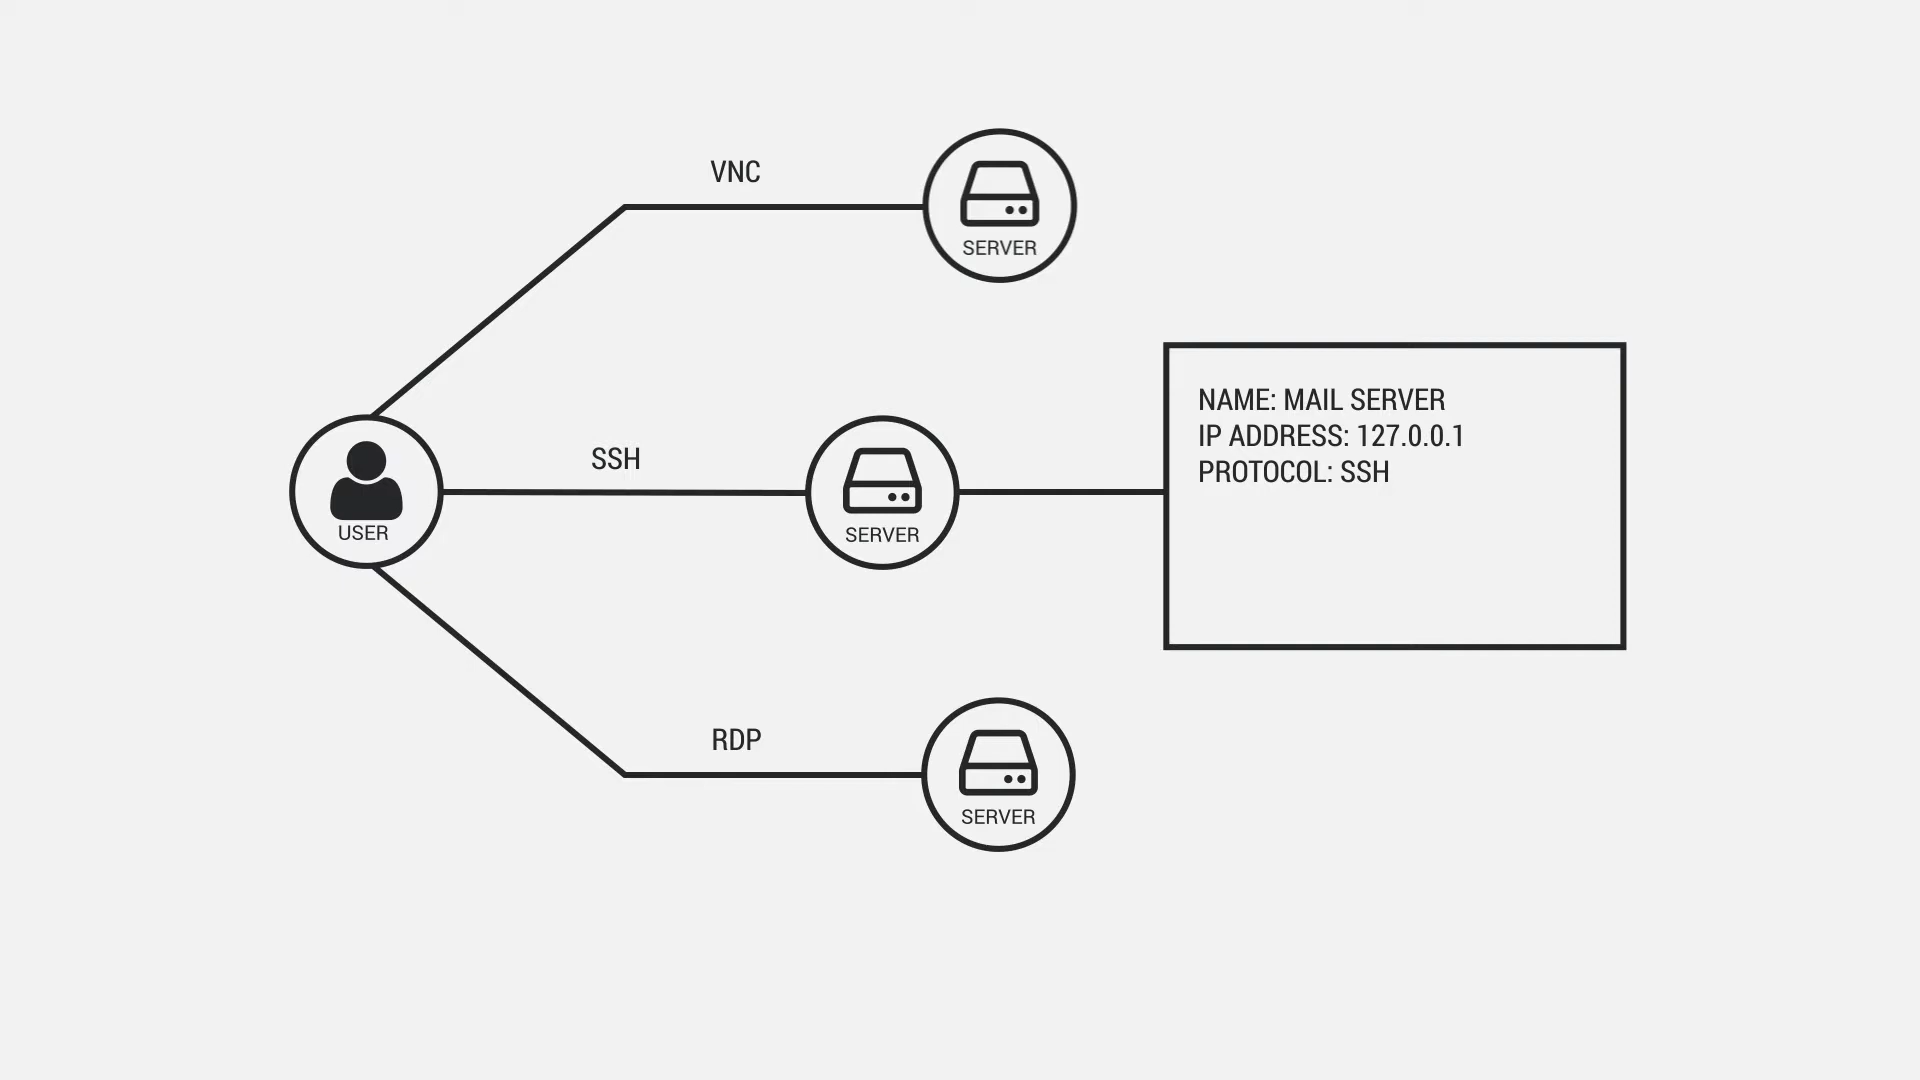 VNC
SERVER
NAME: MAIL SERVER
IP ADDRESS: 127.0.0.1
PROTOCOL: SSH
SSH
USER
SERVER
RDP
SERVER